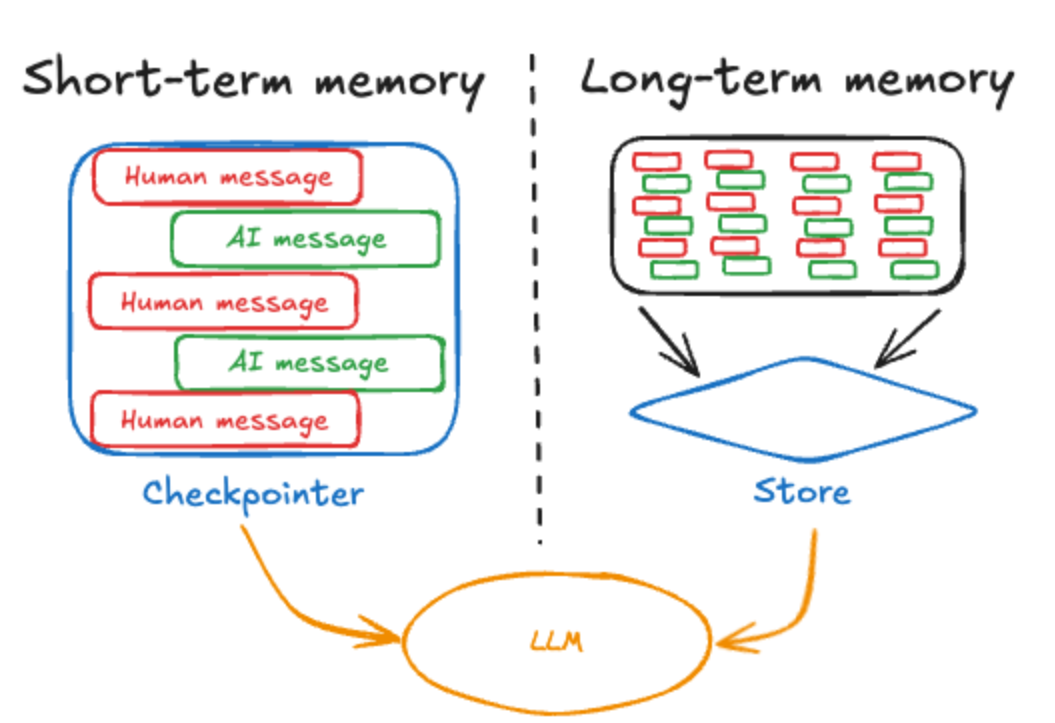 Short-term memory
Human message
AI message
Human message
AI message
Human message
Checkpointer
Long-term memory
Store
LLM